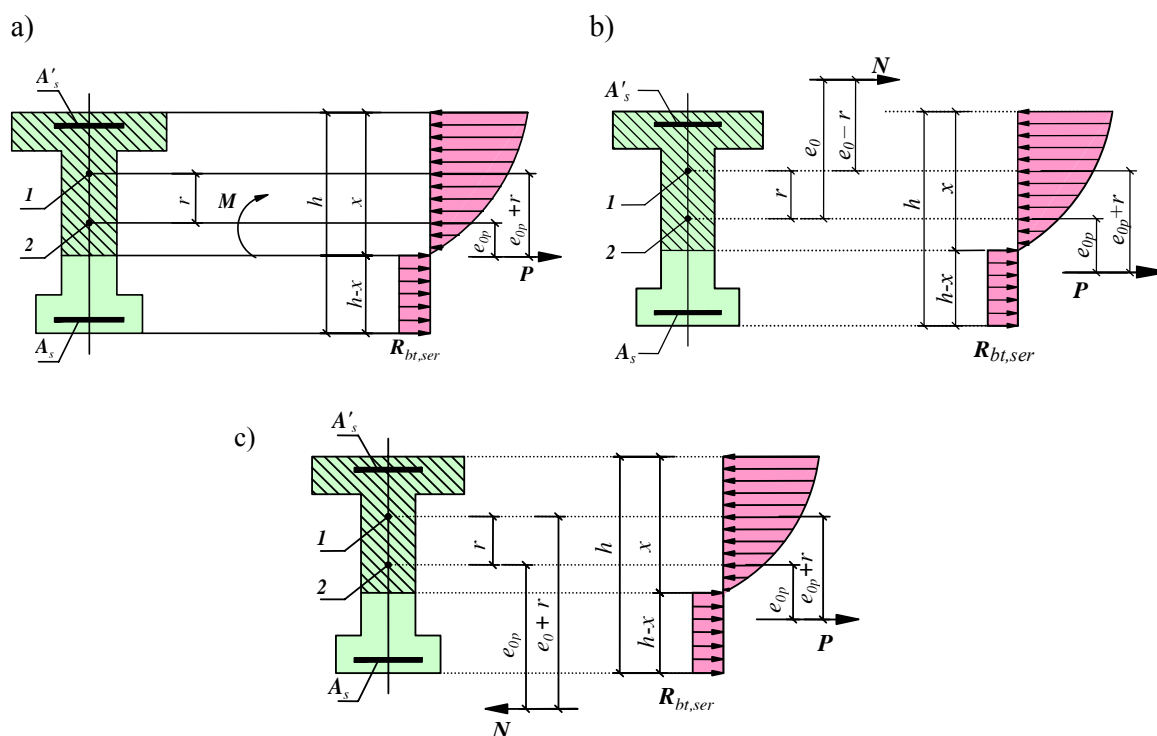 a)
A's
1
2
M
r
h
x
e0p
e0p+r
P
h-x
As
Rbt,ser
b)
N
A's
e0
e0-r
1
2
r
h
x
e0p
e0p+r
P
h-x
As
Rbt,ser
c)
A's
1
2
r
h
x
e0p
e0+r
e0p
e0p+r
P
h-x
As
Rbt,ser
N